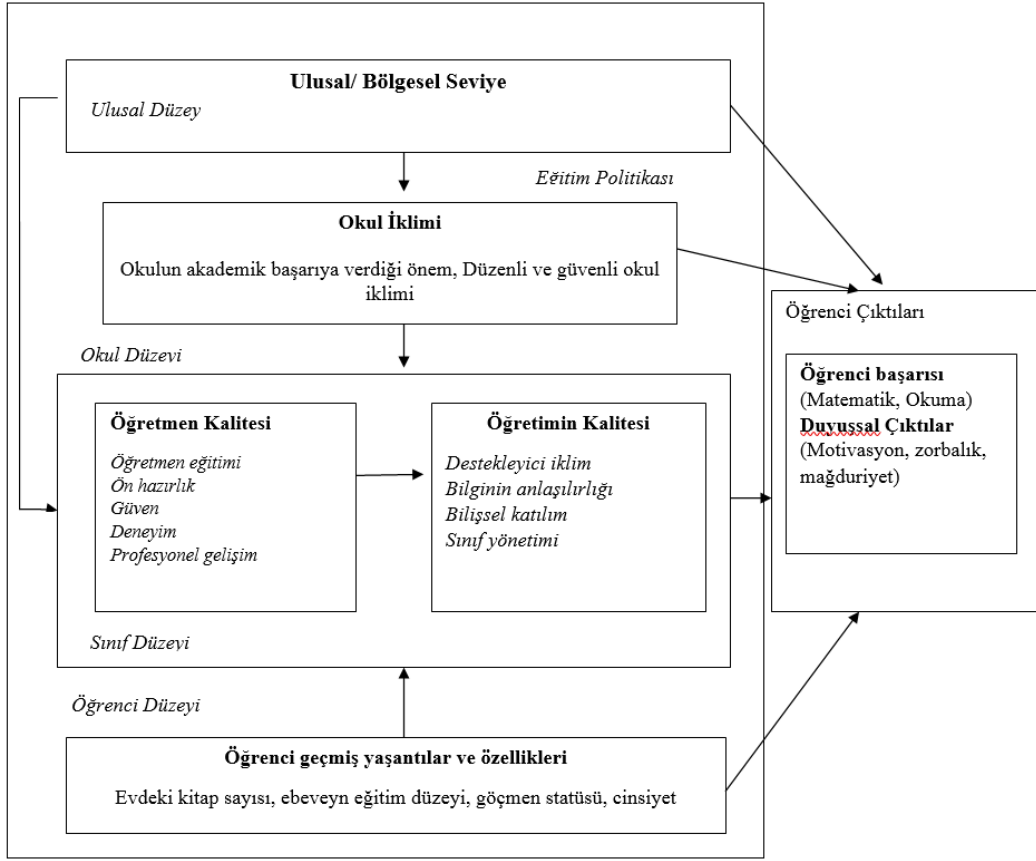 Ulusal/ Bölgesel Seviye
Ulusal Düzey
Eğitim Politikası
Okul İklimi
Okulun akademik başarıya verdiği önem, Düzenli ve güvenli okul
iklimi
Okul Düzeyi
Öğretmen Kalitesi
Öğretmen eğitimi
Ön hazırlık
Güven
Deneyim
Profesyonel gelişim
Öğretimin Kalitesi
Destekleyici iklim
Bilginin anlaşılırlığı
Bilişsel katılım
Sınıf yönetimi
Sınıf Düzeyi
Öğrenci Düzeyi
Öğrenci geçmiş yaşantılar ve özellikleri
Evdeki kitap sayısı, ebeveyn eğitim düzeyi, göçmen statüsü, cinsiyet
Öğrenci Çıktıları
Öğrenci başarısı
(Matematik, Okuma)
Duyuşsal Çıktılar
(Motivasyon, zorbalık,
mağduriyet)